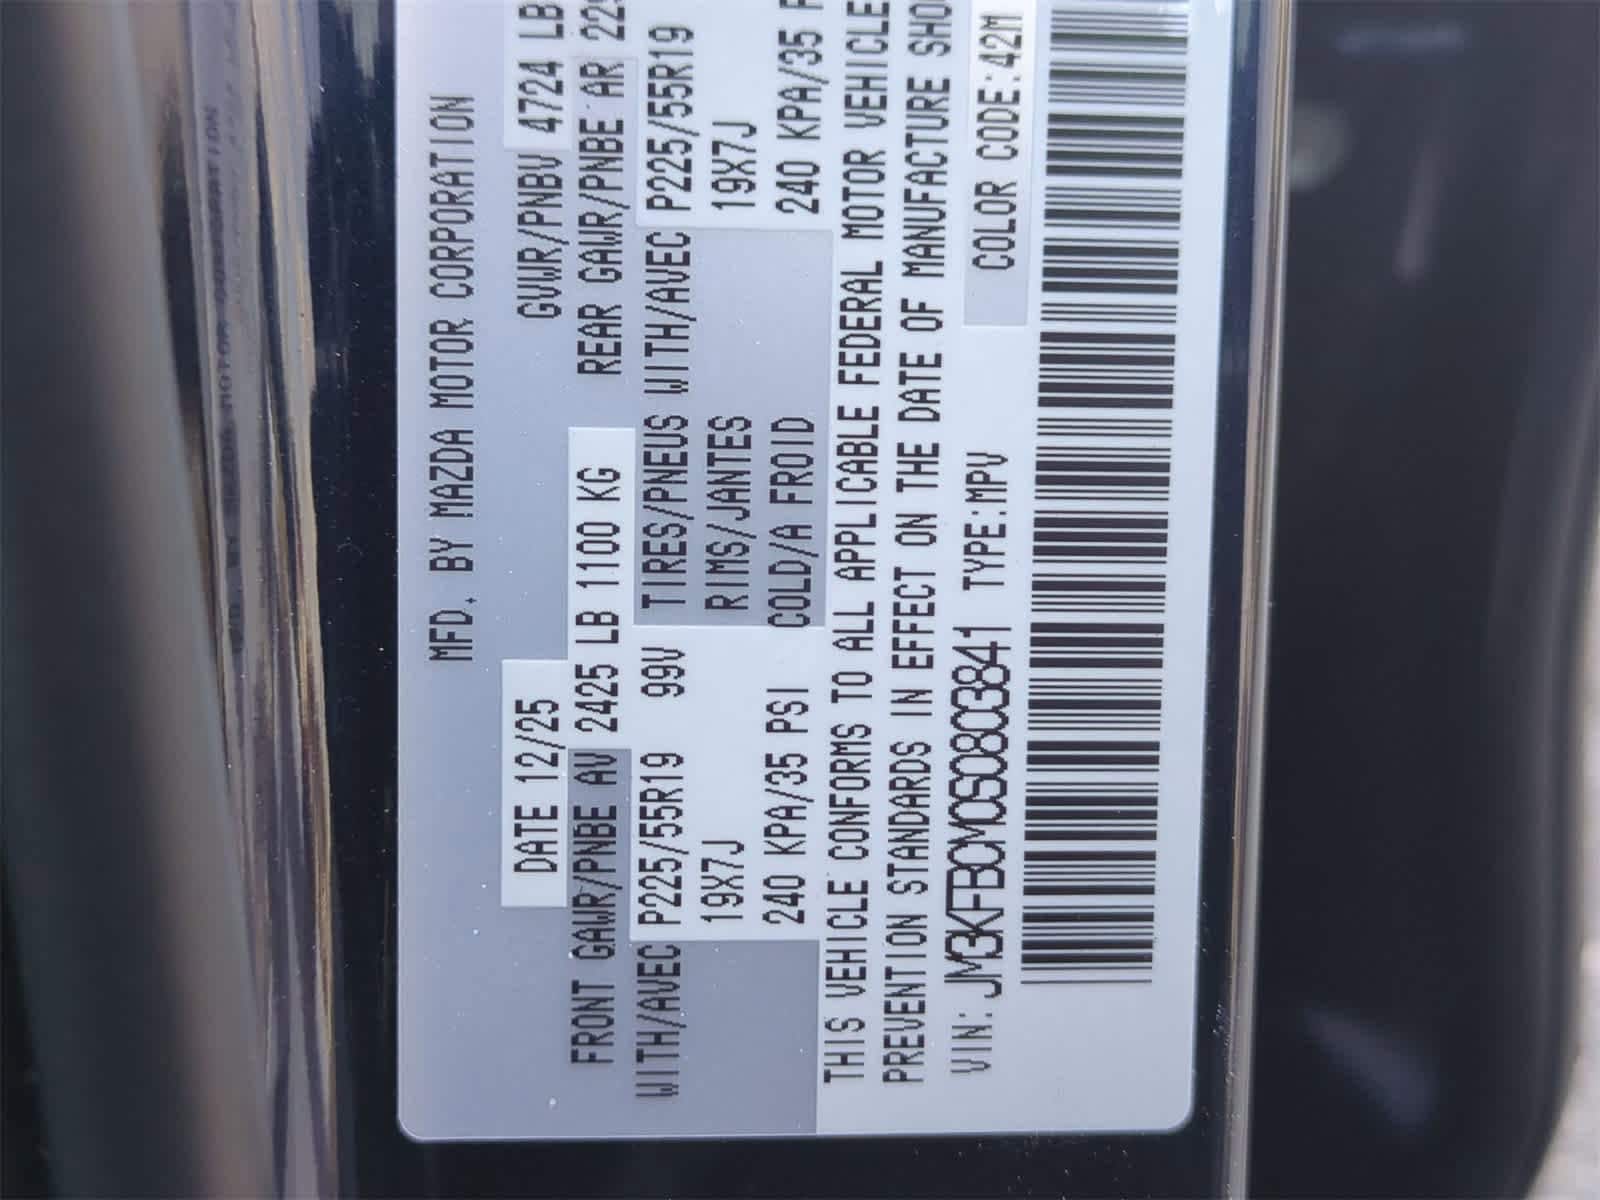 MFD. BY MAZDA MOTOR CORPORATION
DATE 12/25 GVWR/PNBV 4724 LB
FRONT GAWR/PNBE AV 2425 LB 1100 KG REAR GAWR/PNBE AR
WITH/AVEC P225/55R19 99V TIRES/PNEUS WITH/AVEC P225/55R19
19X7J RIMS/JANTES 19X7J
240 KPA/35 PSI COLD/A FROID 240 KPA/35
THIS VEHICLE CONFORMS TO ALL APPLICABLE FEDERAL MOTOR VEHICLE
PREVENTION STANDARDS IN EFFECT ON THE DATE OF MANUFACTURE
VIN: JM3KFBCM0S0803841 TYPE:MPV COLOR CODE:42M